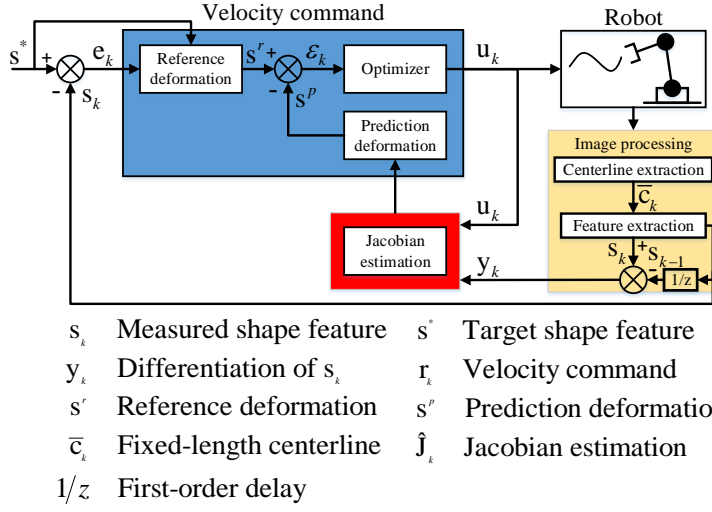 Velocity command
Robot
s*
+
e_k
Reference deformation
s^r
+
ε_k
Optimizer
u_k
-
s_k
-
s^p
Prediction deformation
Image processing
Centerline extraction
c̅_k
Feature extraction
u_k
Jacobian estimation
s_k
+
s_{k-1}
-
y_k
1/z
s_k Measured shape feature s* Target shape feature
y_k Differentiation of s_k r_k Velocity command
s^r Reference deformation s^p Prediction deformatio
c̅_k Fixed-length centerline Ĵ_k Jacobian estimation
1/z First-order delay